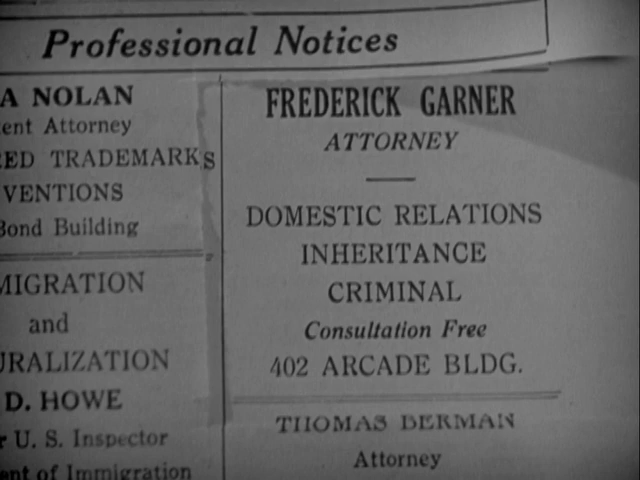 Professional Notices
A NOLAN
ent Attorney
ED TRADEMARKS
VENTIONS
Bond Building
MIGRATION
and
URALIZATION
D. HOWE
r U. S. Inspector
ent of Immigration
FREDERICK GARNER
ATTORNEY
DOMESTIC RELATIONS
INHERITANCE
CRIMINAL
Consultation Free
402 ARCADE BLDG.
THOMAS BERMAN
Attorney